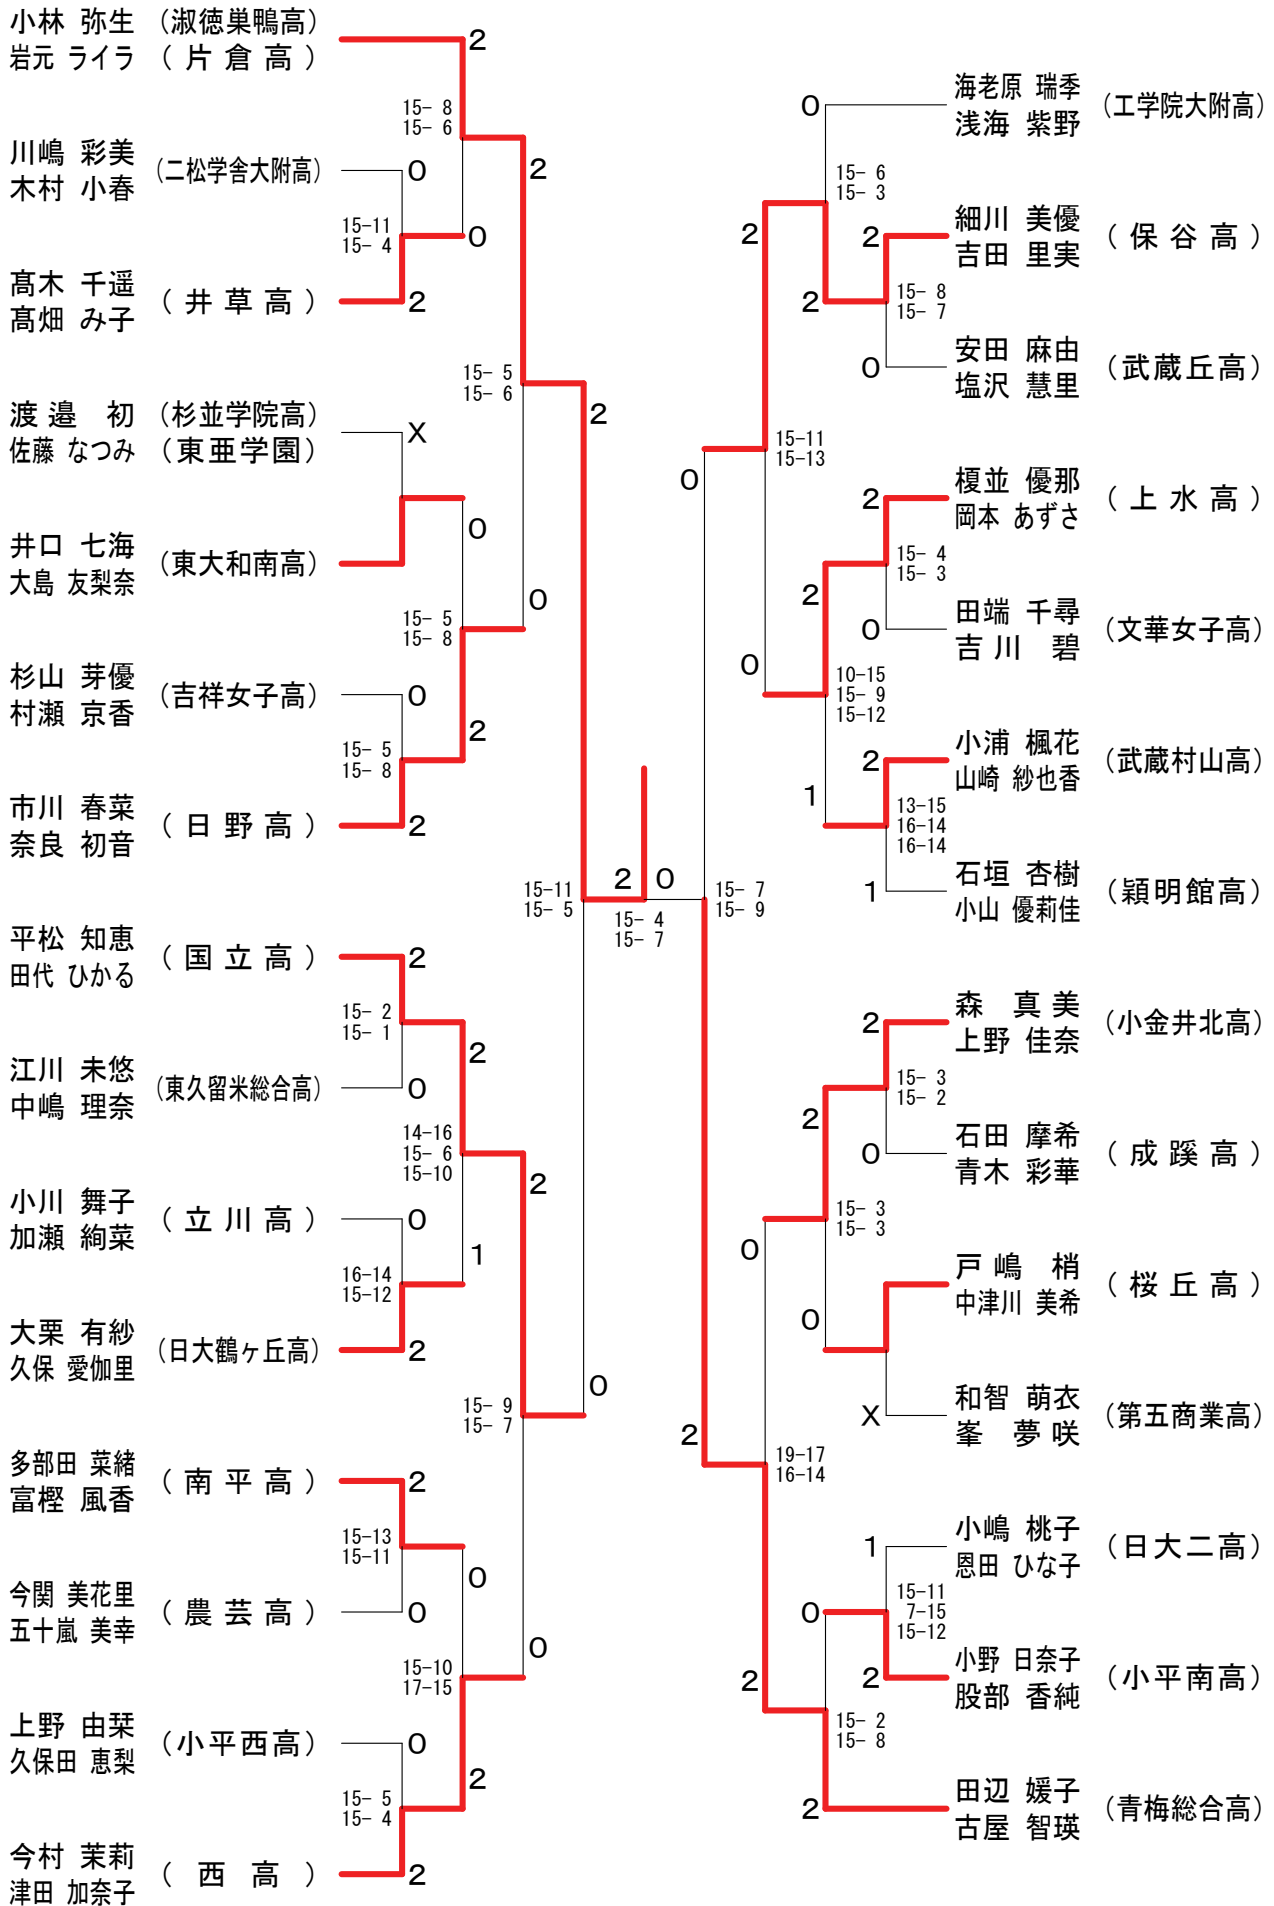 小林 弥生 (淑徳巣鴨高)
岩元 ライラ (片倉高)
2
15- 8
15- 6
川嶋 彩美
木村 小春
(二松学舎大附高)
0
2
15-11
15- 4
0
髙木 千遥
髙畑 み子
(井草高)
2
15- 5
15- 6
2
渡邉 初 (杉並学院高)
佐藤 なつみ (東亜学園)
X
0
井口 七海
大島 友梨奈
(東大和南高)
15- 5
15- 8
0
杉山 芽優
村瀬 京香
(吉祥女子高)
0
2
15- 5
15- 8
市川 春菜
奈良 初音
(日野高)
2
15-11
15- 5
2 0
15- 4
15- 7
平松 知恵
田代 ひかる
(国立高)
2
15- 2
15- 1
2
江川 未悠
中嶋 理奈
(東久留米総合高)
0
14-16
15- 6
15-10
2
小川 舞子
加瀬 絢菜
(立川高)
0
1
16-14
15-12
大栗 有紗
久保 愛伽里
(日大鶴ヶ丘高)
2
0
15- 9
15- 7
多部田 菜緒
富樫 風香
(南平高)
2
15-13
15-11
0
今関 美花里
五十嵐 美幸
(農芸高)
0
0
15-10
17-15
上野 由栞
久保田 恵梨
(小平西高)
0
2
15- 5
15- 4
今村 茉莉
津田 加奈子
(西高)
2
0
海老原 瑞季
浅海 紫野
(工学院大附高)
15- 6
15- 3
2
2
細川 美優
吉田 里実
(保谷高)
2
15- 8
15- 7
0
安田 麻由
塩沢 慧里
(武蔵丘高)
15-11
15-13
0
2
榎並 優那
岡本 あずさ
(上水高)
15- 4
15- 3
2
0
田端 千尋
吉川 碧
(文華女子高)
0
10-15
15- 9
15-12
2
小浦 楓花
山崎 紗也香
(武蔵村山高)
1
13-15
16-14
16-14
1
石垣 杏樹
小山 優莉佳
(穎明館高)
15- 7
15- 9
2
森 真美
上野 佳奈
(小金井北高)
15- 3
15- 2
2
0
石田 摩希
青木 彩華
(成蹊高)
15- 3
15- 3
0
戸嶋 梢
中津川 美希
(桜丘高)
0
X
和智 萌衣
峯 夢咲
(第五商業高)
2
19-17
16-14
1
小嶋 桃子
恩田 ひな子
(日大二高)
15-11
7-15
15-12
0
2
小野 日奈子
股部 香純
(小平南高)
2
15- 2
15- 8
2
田辺 媛子
古屋 智瑛
(青梅総合高)